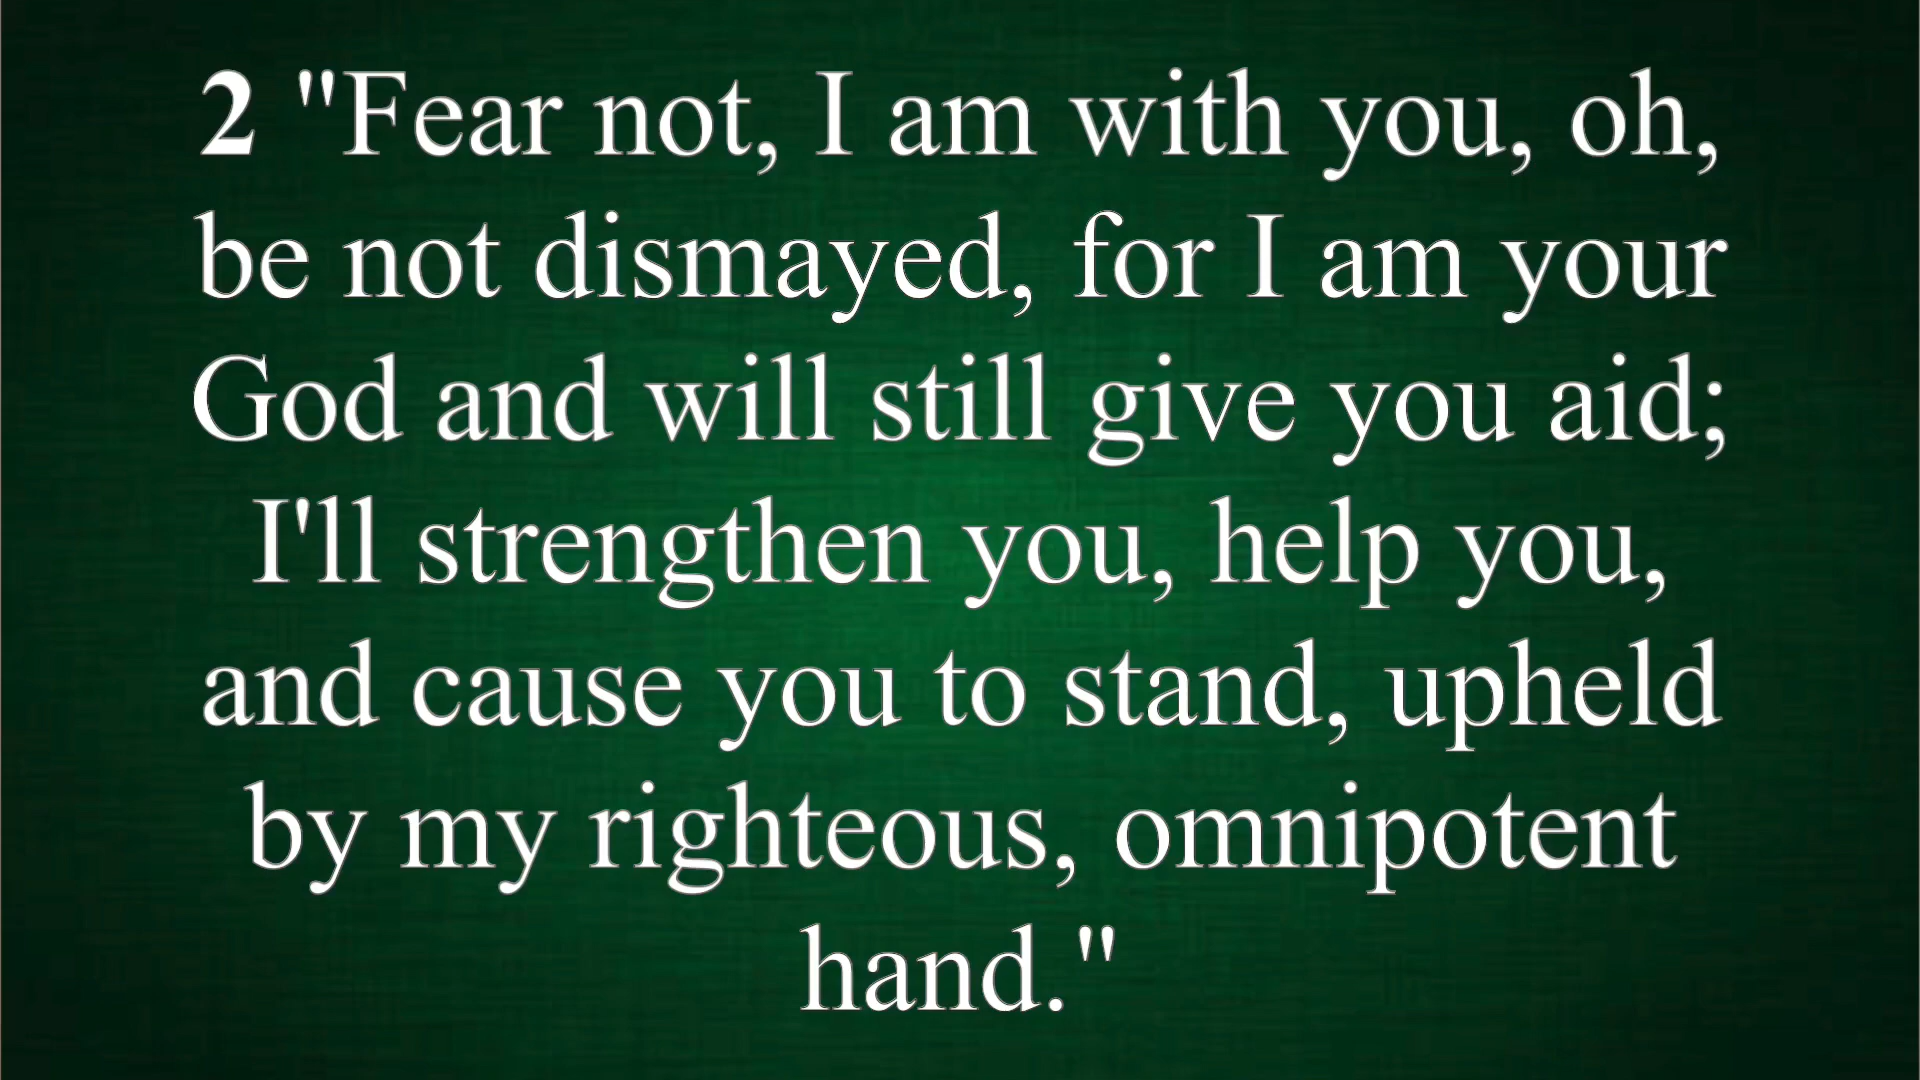 2 "Fear not, I am with you, oh,
be not dismayed, for I am your
God and will still give you aid;
I'll strengthen you, help you,
and cause you to stand, upheld
by my righteous, omnipotent
hand."